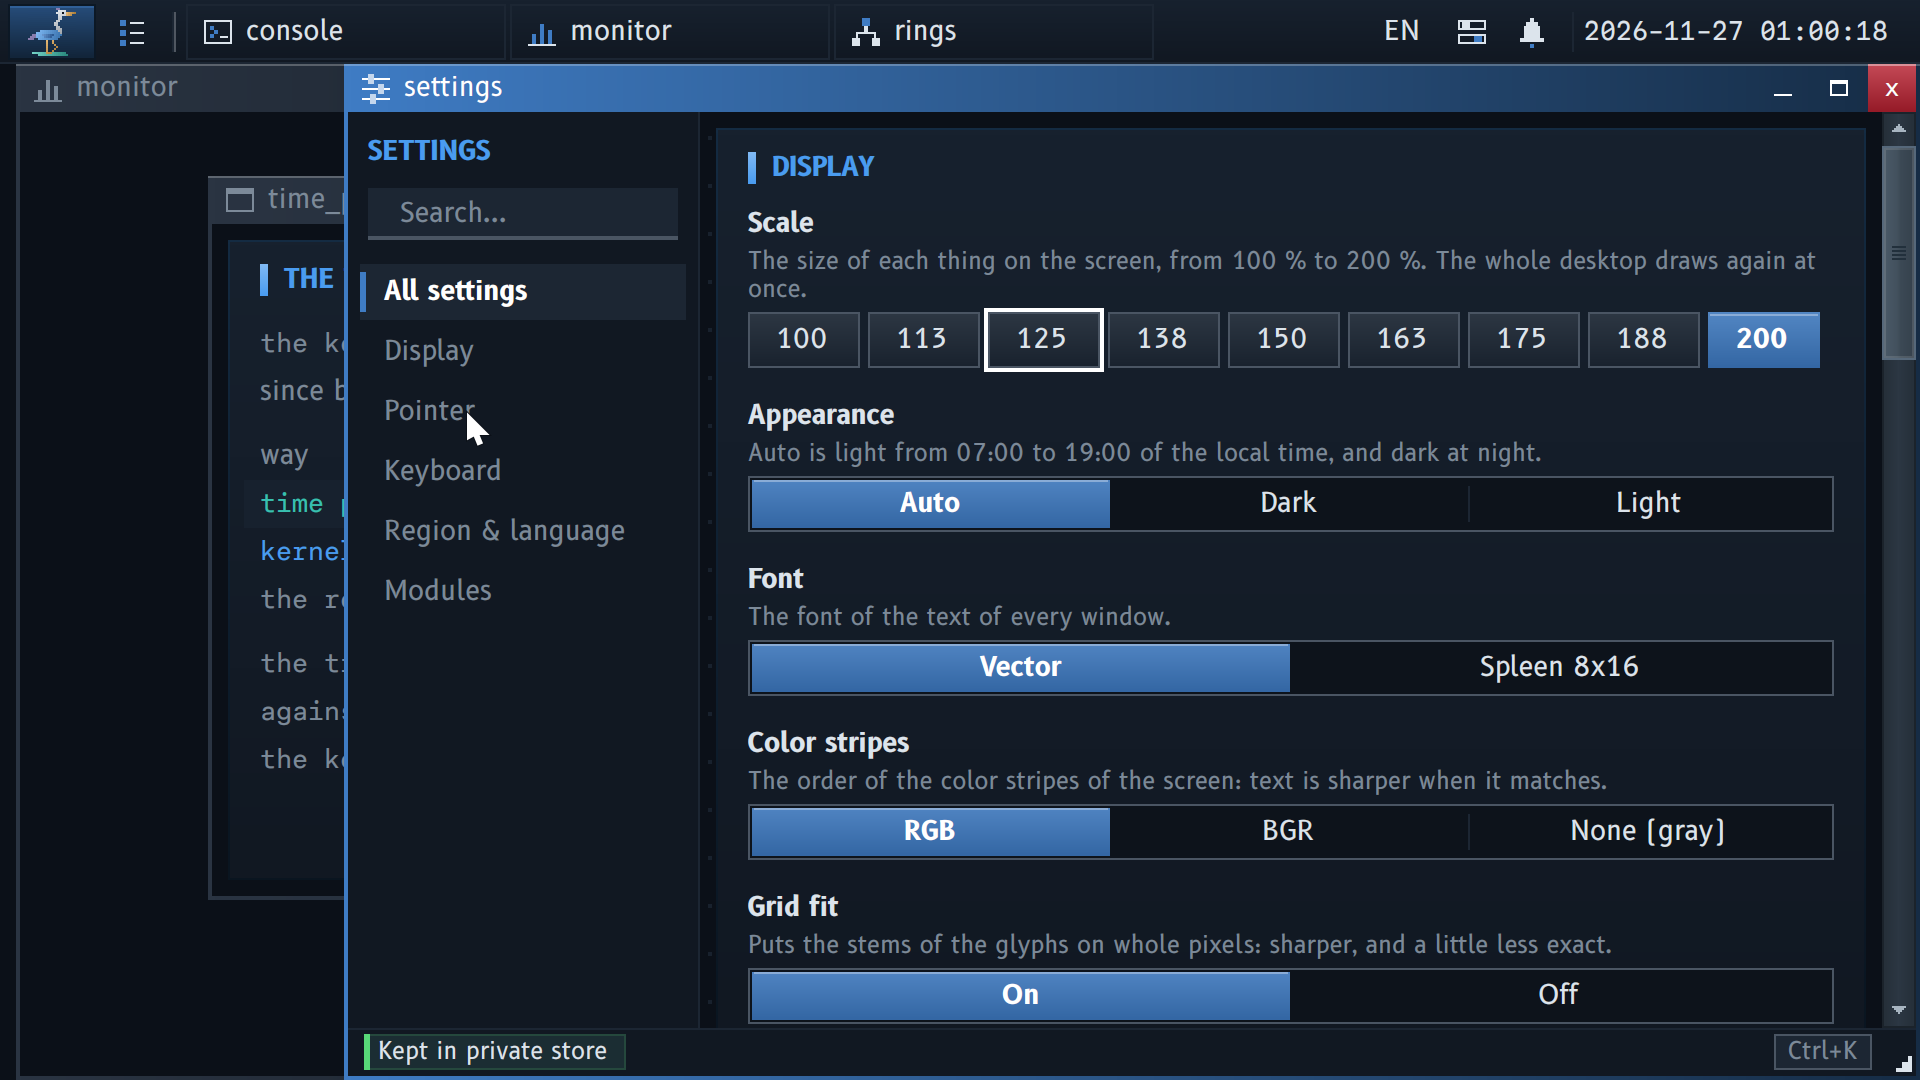 console
monitor
rings
EN
2026-11-27 01:00:18
monitor
settings
x
time_
THE
the k
since b
way
time
kernel
the r
the t
agains
the k
SETTINGS
Search...
All settings
Display
Pointer
Keyboard
Region & language
Modules
DISPLAY
Scale
The size of each thing on the screen, from 100 % to 200 %. The whole desktop draws again at
once.
100 113 125 138 150 163 175 188 200
Appearance
Auto is light from 07:00 to 19:00 of the local time, and dark at night.
Auto Dark Light
Font
The font of the text of every window.
Vector Spleen 8x16
Color stripes
The order of the color stripes of the screen: text is sharper when it matches.
RGB BGR None (gray)
Grid fit
Puts the stems of the glyphs on whole pixels: sharper, and a little less exact.
On Off
Kept in private store
Ctrl+K